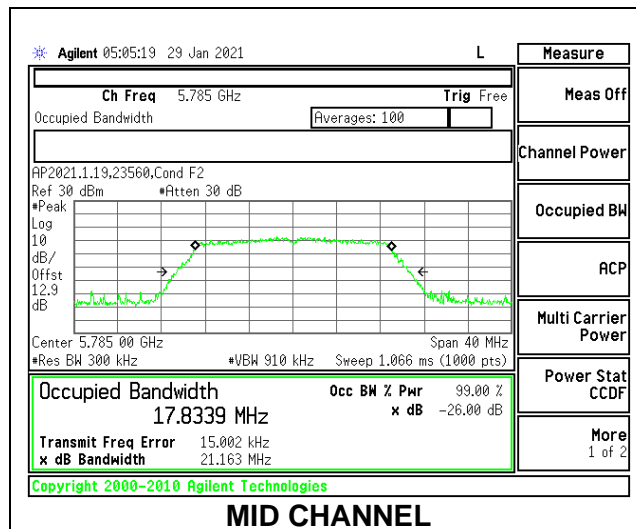 Agilent 05:05:19 29 Jan 2021 L
Measure
Ch Freq 5.785 GHz Trig Free
Meas Off
Occupied Bandwidth Averages: 100
Channel Power
AP2021.1.19,23560,Cond F2
Ref 30 dBm #Atten 30 dB
#Peak
Occupied BW
Log
10
dB/
ACP
Offst
12.9
dB
Multi Carrier
Power
Center 5.785 00 GHz Span 40 MHz
#Res BW 300 kHz #VBW 910 kHz Sweep 1.066 ms (1000 pts)
Power Stat
CCDF
Occupied Bandwidth Occ BW % Pwr 99.00 %
17.8339 MHz x dB -26.00 dB
More
1 of 2
Transmit Freq Error 15.002 kHz
x dB Bandwidth 21.163 MHz
Copyright 2000-2010 Agilent Technologies
MID CHANNEL